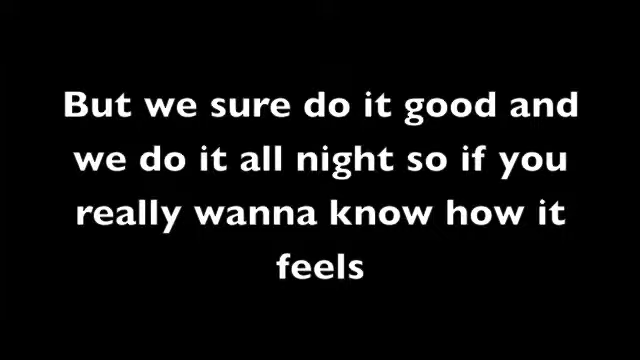 But we sure do it good and
we do it all night so if you
really wanna know how it
feels